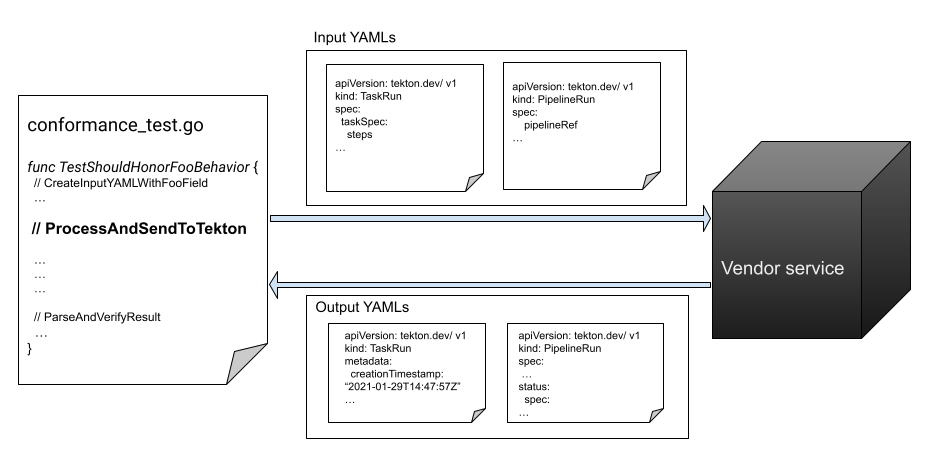 Input YAMLs
apiVersion: tekton.dev/ v1
kind: TaskRun
spec:
taskSpec:
steps
...
apiVersion: tekton.dev/ v1
kind: PipelineRun
spec:
pipelineRef
...
conformance_test.go
func TestShouldHonorFooBehavior {
// CreateInputYAMLWithFooField
...
// ProcessAndSendToTekton
...
...
...
// ParseAndVerifyResult
...
}
Vendor service
Output YAMLs
apiVersion: tekton.dev/ v1
kind: TaskRun
metadata:
creationTimestamp:
“2021-01-29T14:47:57Z”
...
apiVersion: tekton.dev/ v1
kind: PipelineRun
spec:
...
status:
spec:
...